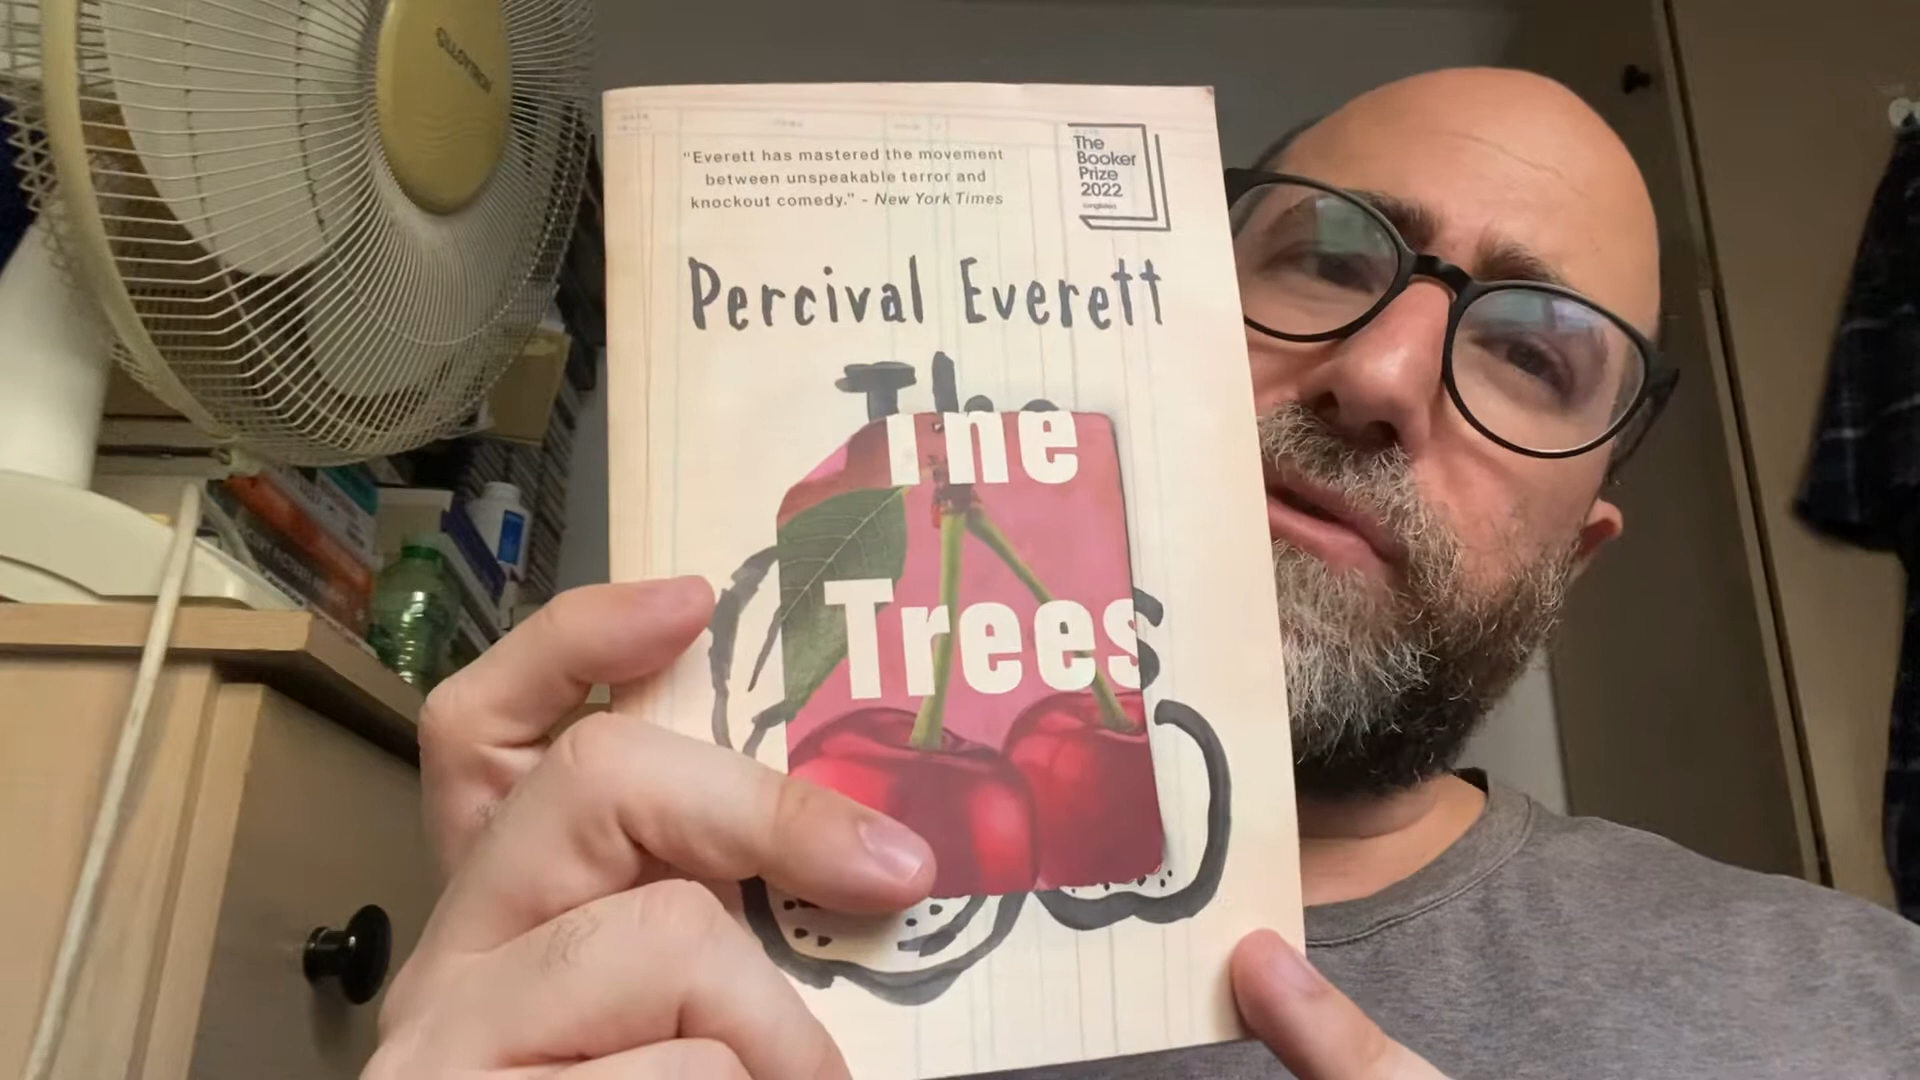 "Everett has mastered the movement
between unspeakable terror and
knockout comedy." - New York Times
The
Booker
Prize
2022
longlisted
Percival Everett
The
Trees